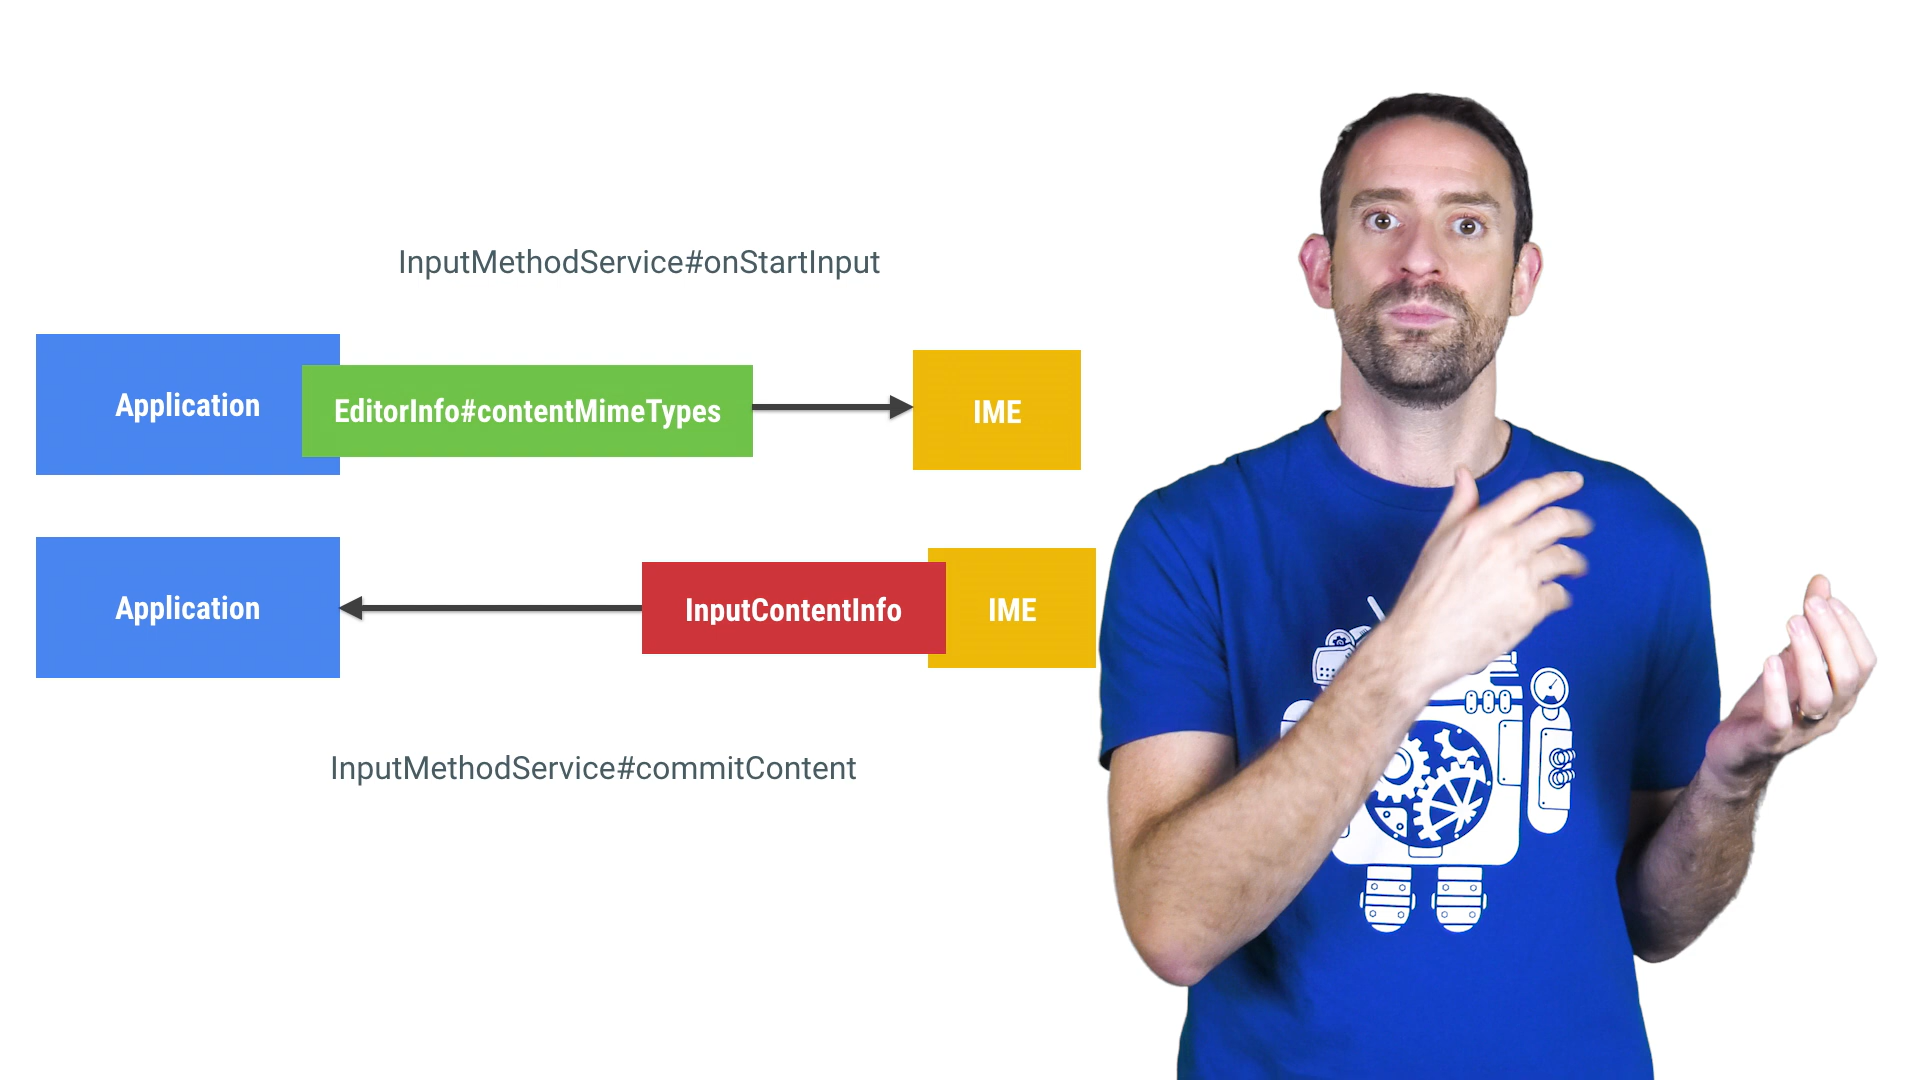 InputMethodService#onStartInput
Application
EditorInfo#contentMimeTypes
IME
Application
InputContentInfo
IME
InputMethodService#commitContent